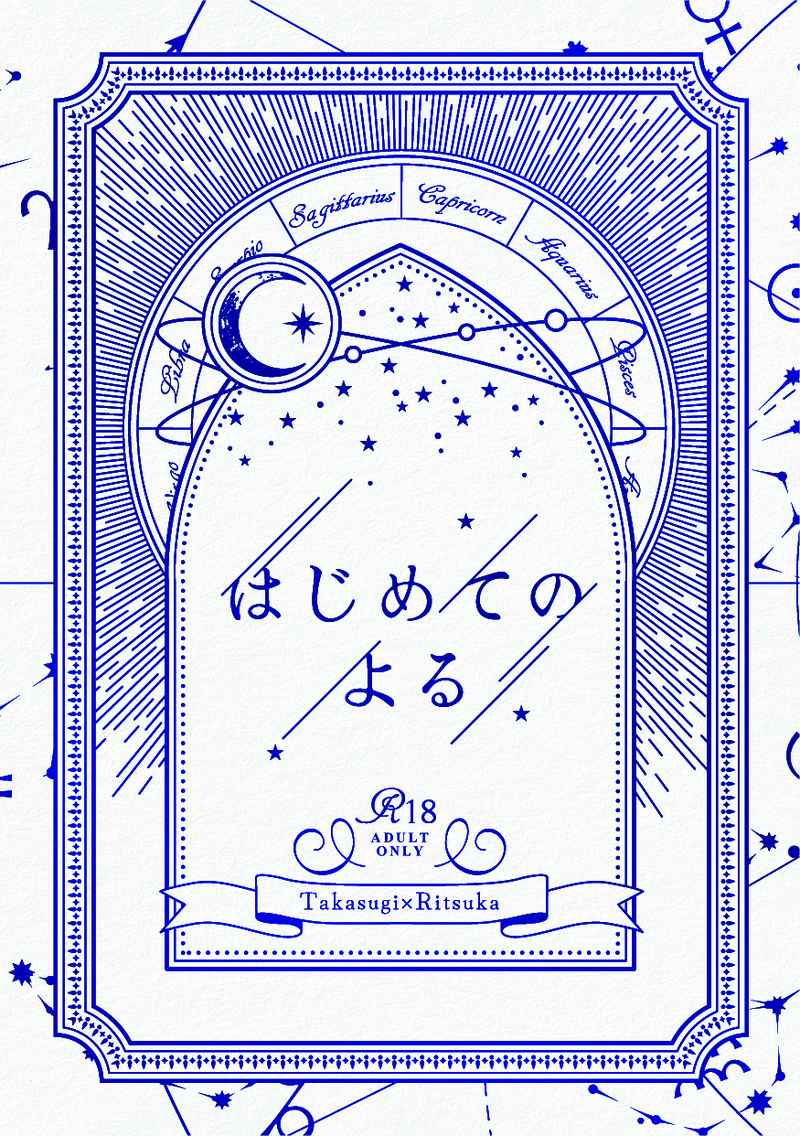 Sagittarius
Capricorn
Aquarius
Libra
Pisces
はじめての
よる
R18
ADULT
ONLY
Takasugi×Ritsuka